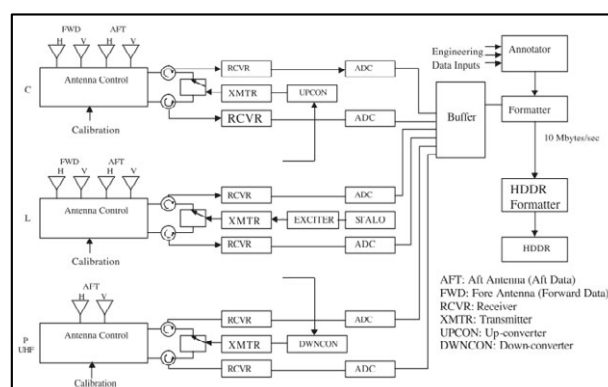 FWD AFT
H V H V
Antenna Control
C
Calibration
RCVR
ADC
XMTR
UPCON
RCVR
ADC
Engineering
Data Inputs
Annotator
Buffer
Formatter
10 Mbytes/sec
HDDR
Formatter
HDDR
FWD AFT
H V H V
Antenna Control
L
Calibration
RCVR
ADC
XMTR
EXCITER
STALO
RCVR
ADC
AFT
H V
Antenna Control
P
UHF
Calibration
RCVR
ADC
XMTR
DWNCON
RCVR
ADC
AFT: Aft Antenna (Aft Data)
FWD: Fore Antenna (Forward Data)
RCVR: Receiver
XMTR: Transmitter
UPCON: Up-converter
DWNCON: Down-converter